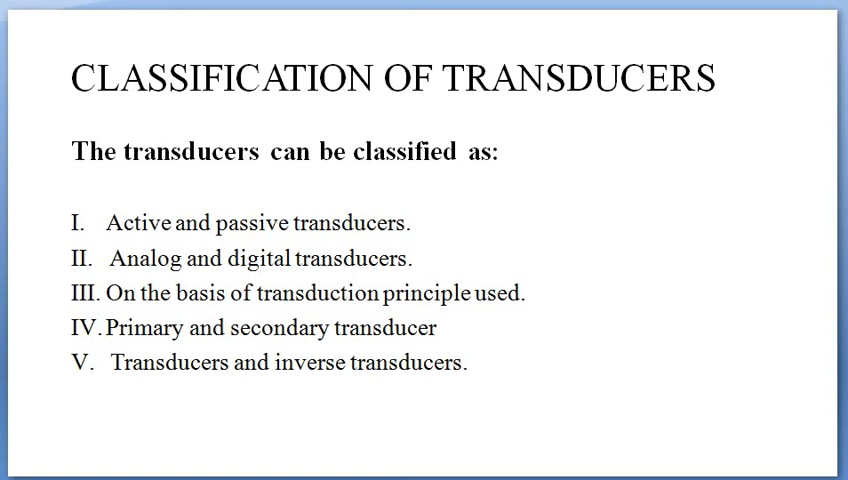 CLASSIFICATION OF TRANSDUCERS
The transducers can be classified as:
I. Active and passive transducers.
II. Analog and digital transducers.
III. On the basis of transduction principle used.
IV. Primary and secondary transducer
V. Transducers and inverse transducers.